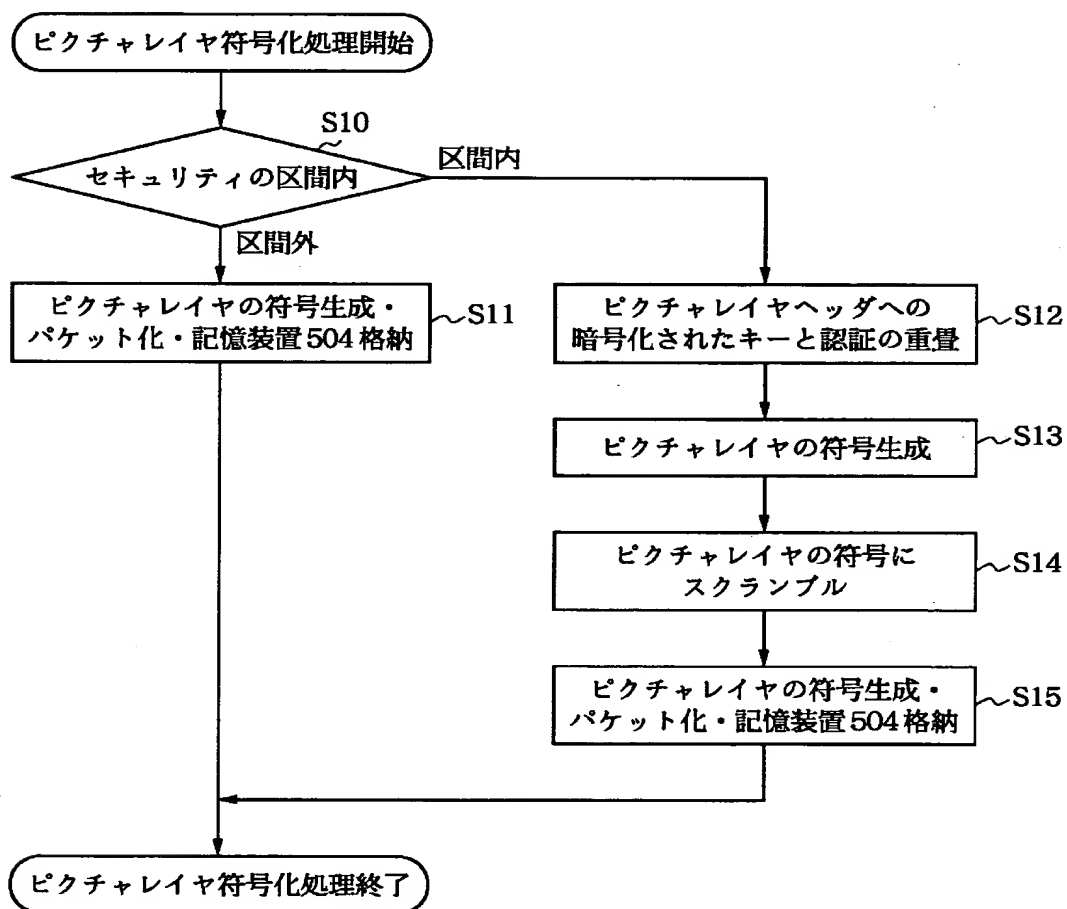 ピクチャレイヤ符号化処理開始
S10
セキュリティの区間内
区間内
区間外
ピクチャレイヤの符号生成・
パケット化・記憶装置504格納
S11
ピクチャレイヤヘッダへの
暗号化されたキーと認証の重畳
S12
ピクチャレイヤの符号生成
S13
ピクチャレイヤの符号に
スクランブル
S14
ピクチャレイヤの符号生成・
パケット化・記憶装置504格納
S15
ピクチャレイヤ符号化処理終了